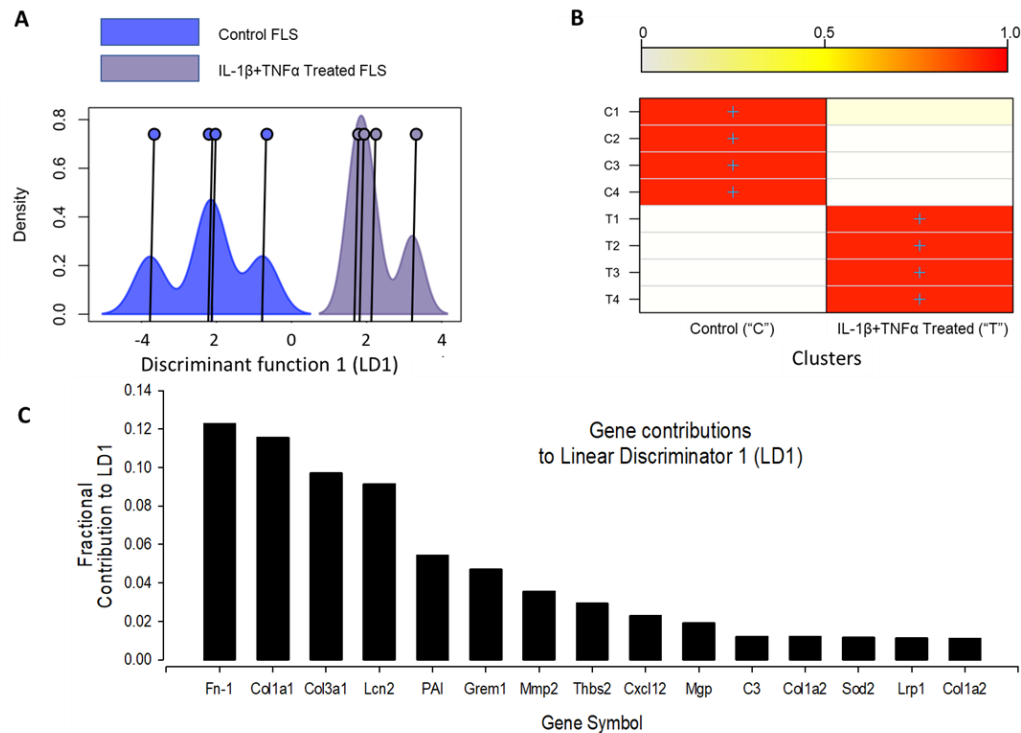 A
Control FLS
IL-1β+TNFα Treated FLS
Density
0.0 0.2 0.4 0.6 0.8
-4 2 0 2 4
Discriminant function 1 (LD1)
B
0 0.5 1.0
C1
C2
C3
C4
T1
T2
T3
T4
Control (“C”) IL-1β+TNFα Treated (“T”)
Clusters
C
Gene contributions
to Linear Discriminator 1 (LD1)
Fractional
Contribution to LD1
0.14
0.12
0.10
0.08
0.06
0.04
0.02
0.00
Fn-1 Col1a1 Col3a1 Lcn2 PAI Grem1 Mmp2 Thbs2 Cxcl12 Mgp C3 Col1a2 Sod2 Lrp1 Col1a2
Gene Symbol